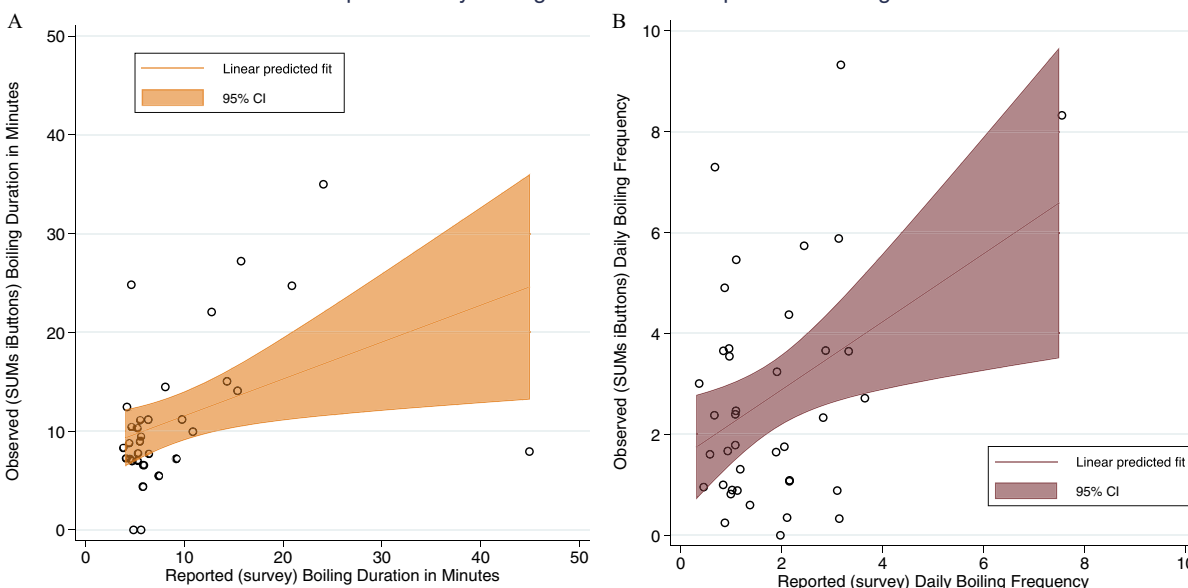 A
Observed (SUMs iButtons) Boiling Duration in Minutes
50
40
30
20
10
0
Linear predicted fit
95% CI
0 10 20 30 40 50
Reported (survey) Boiling Duration in Minutes
B
Observed (SUMs iButtons) Daily Boiling Frequency
10
8
6
4
2
0
Linear predicted fit
95% CI
0 2 4 6 8 10
Reported (survey) Daily Boiling Frequency